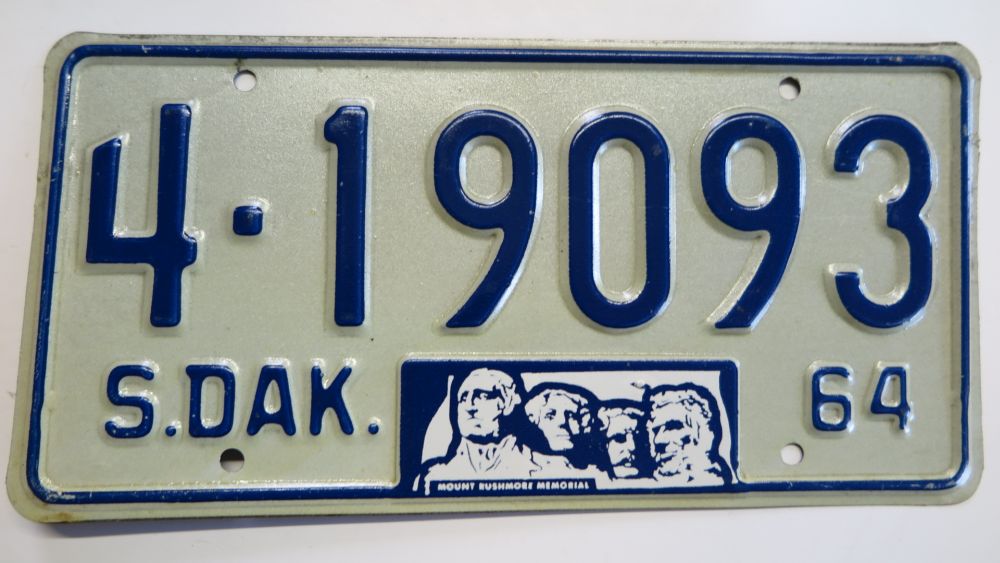 4·19093
S.DAK. 64
MOUNT RUSHMORE MEMORIAL